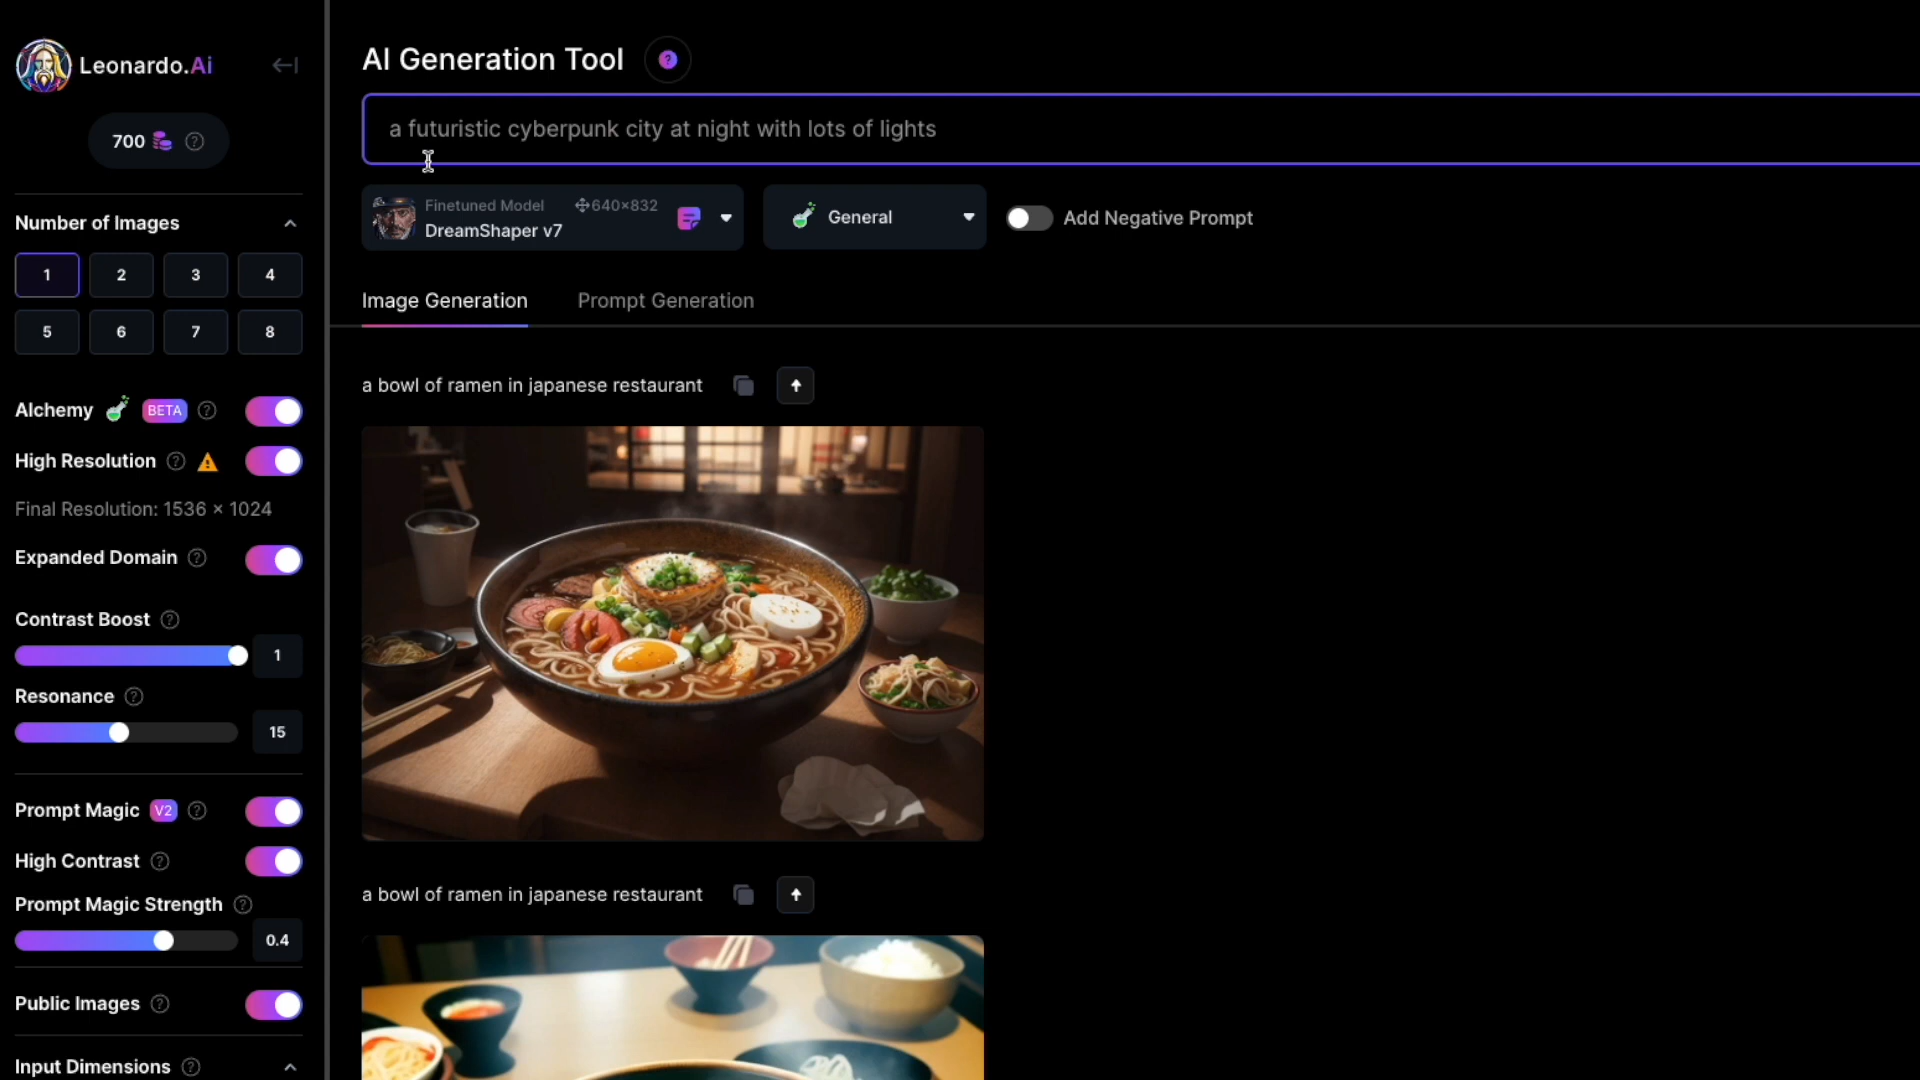 Leonardo.Ai
700
Number of Images
1 2 3 4
5 6 7 8
Alchemy BETA
High Resolution
Final Resolution: 1536 × 1024
Expanded Domain
Contrast Boost
1
Resonance
15
Prompt Magic V2
High Contrast
Prompt Magic Strength
0.4
Public Images
Input Dimensions
AI Generation Tool
a futuristic cyberpunk city at night with lots of lights
Finetuned Model 640×832
DreamShaper v7
General
Add Negative Prompt
Image Generation Prompt Generation
a bowl of ramen in japanese restaurant
a bowl of ramen in japanese restaurant